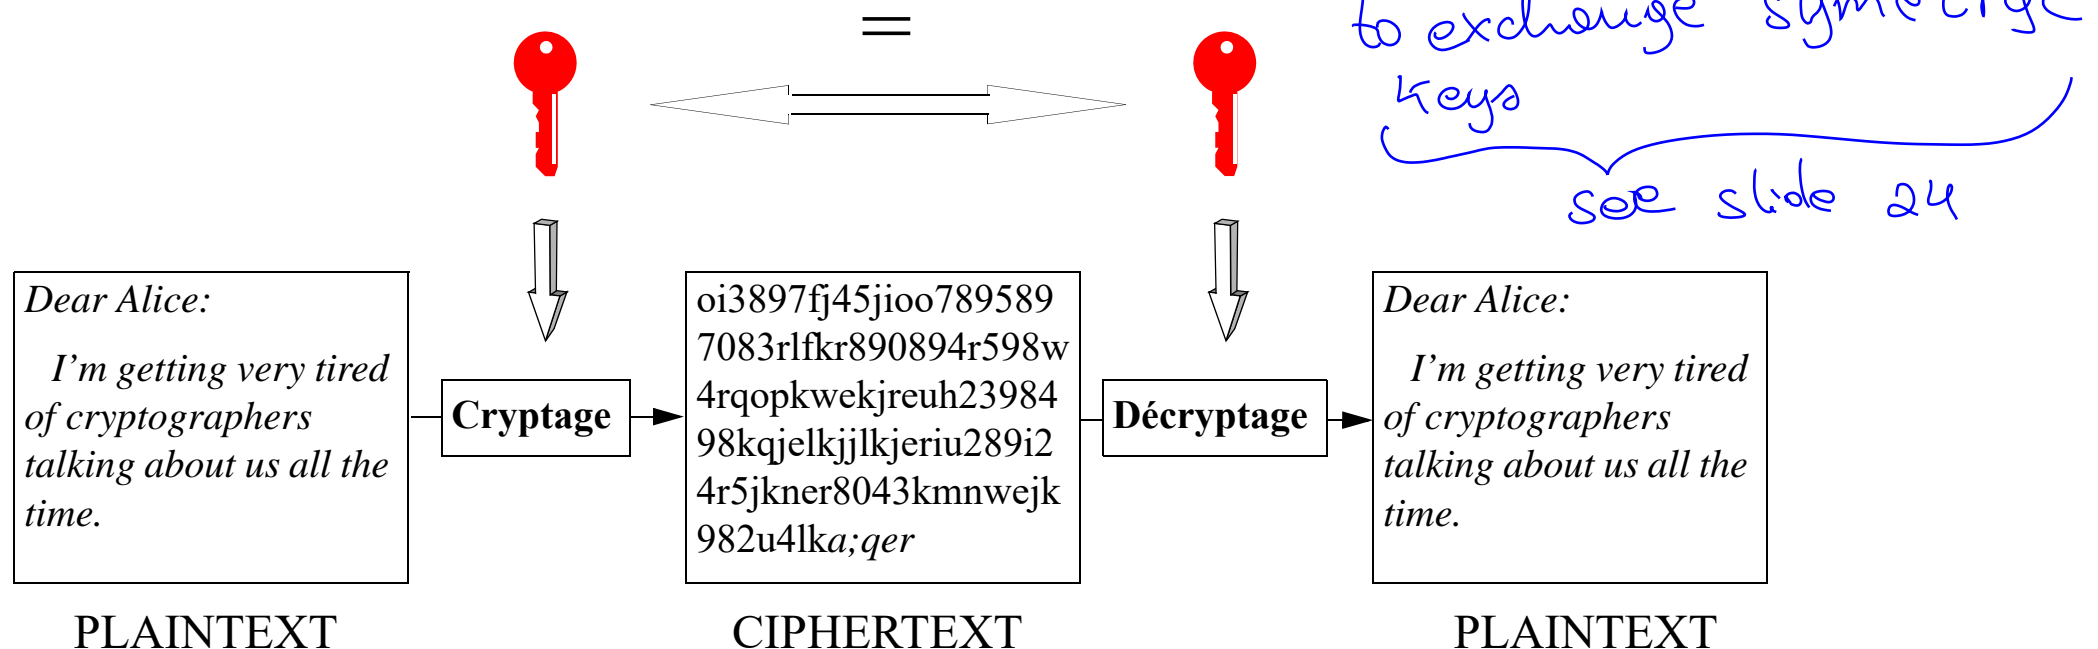 =
to exchange symetryc
keys
see slide 24
Dear Alice:
I'm getting very tired
of cryptographers
talking about us all the
time.
Cryptage
oi3897fj45jioo789589
7083rlfkr890894r598w
4rqopkwekjreuh23984
98kqjelkjjlkjeriu289i2
4r5jkner8043kmnwejk
982u4lka;qer
Décryptage
Dear Alice:
I'm getting very tired
of cryptographers
talking about us all the
time.
PLAINTEXT
CIPHERTEXT
PLAINTEXT